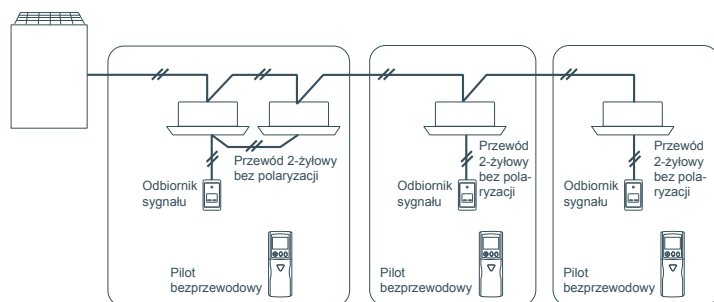 Przewód 2-żyłowy
bez polaryzacji
Odbiornik
sygnału
Pilot
bezprzewodowy
Przewód
2-żyłowy
bez pola-
ryzacji
Odbiornik
sygnału
Pilot
bezprzewodowy
Przewód
2-żyłowy
bez pola-
ryzacji
Odbiornik
sygnału
Pilot
bezprzewodowy